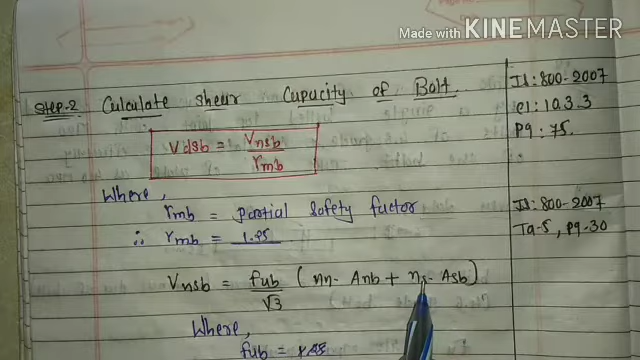 Made with KINEMASTER
Step-2 Calculate shear Capacity of Bolt
IS:800-2007
Cl:10.3.3
Pg:75.
Vdsb = Vnsb / γmb
Where,
γmb = partial safety factor
∴ γmb = 1.25
IS:800-2007
Ta-5, Pg-30
Vnsb = fub / √3 ( nn- Anb + ns- Asb )
Where,
fub =